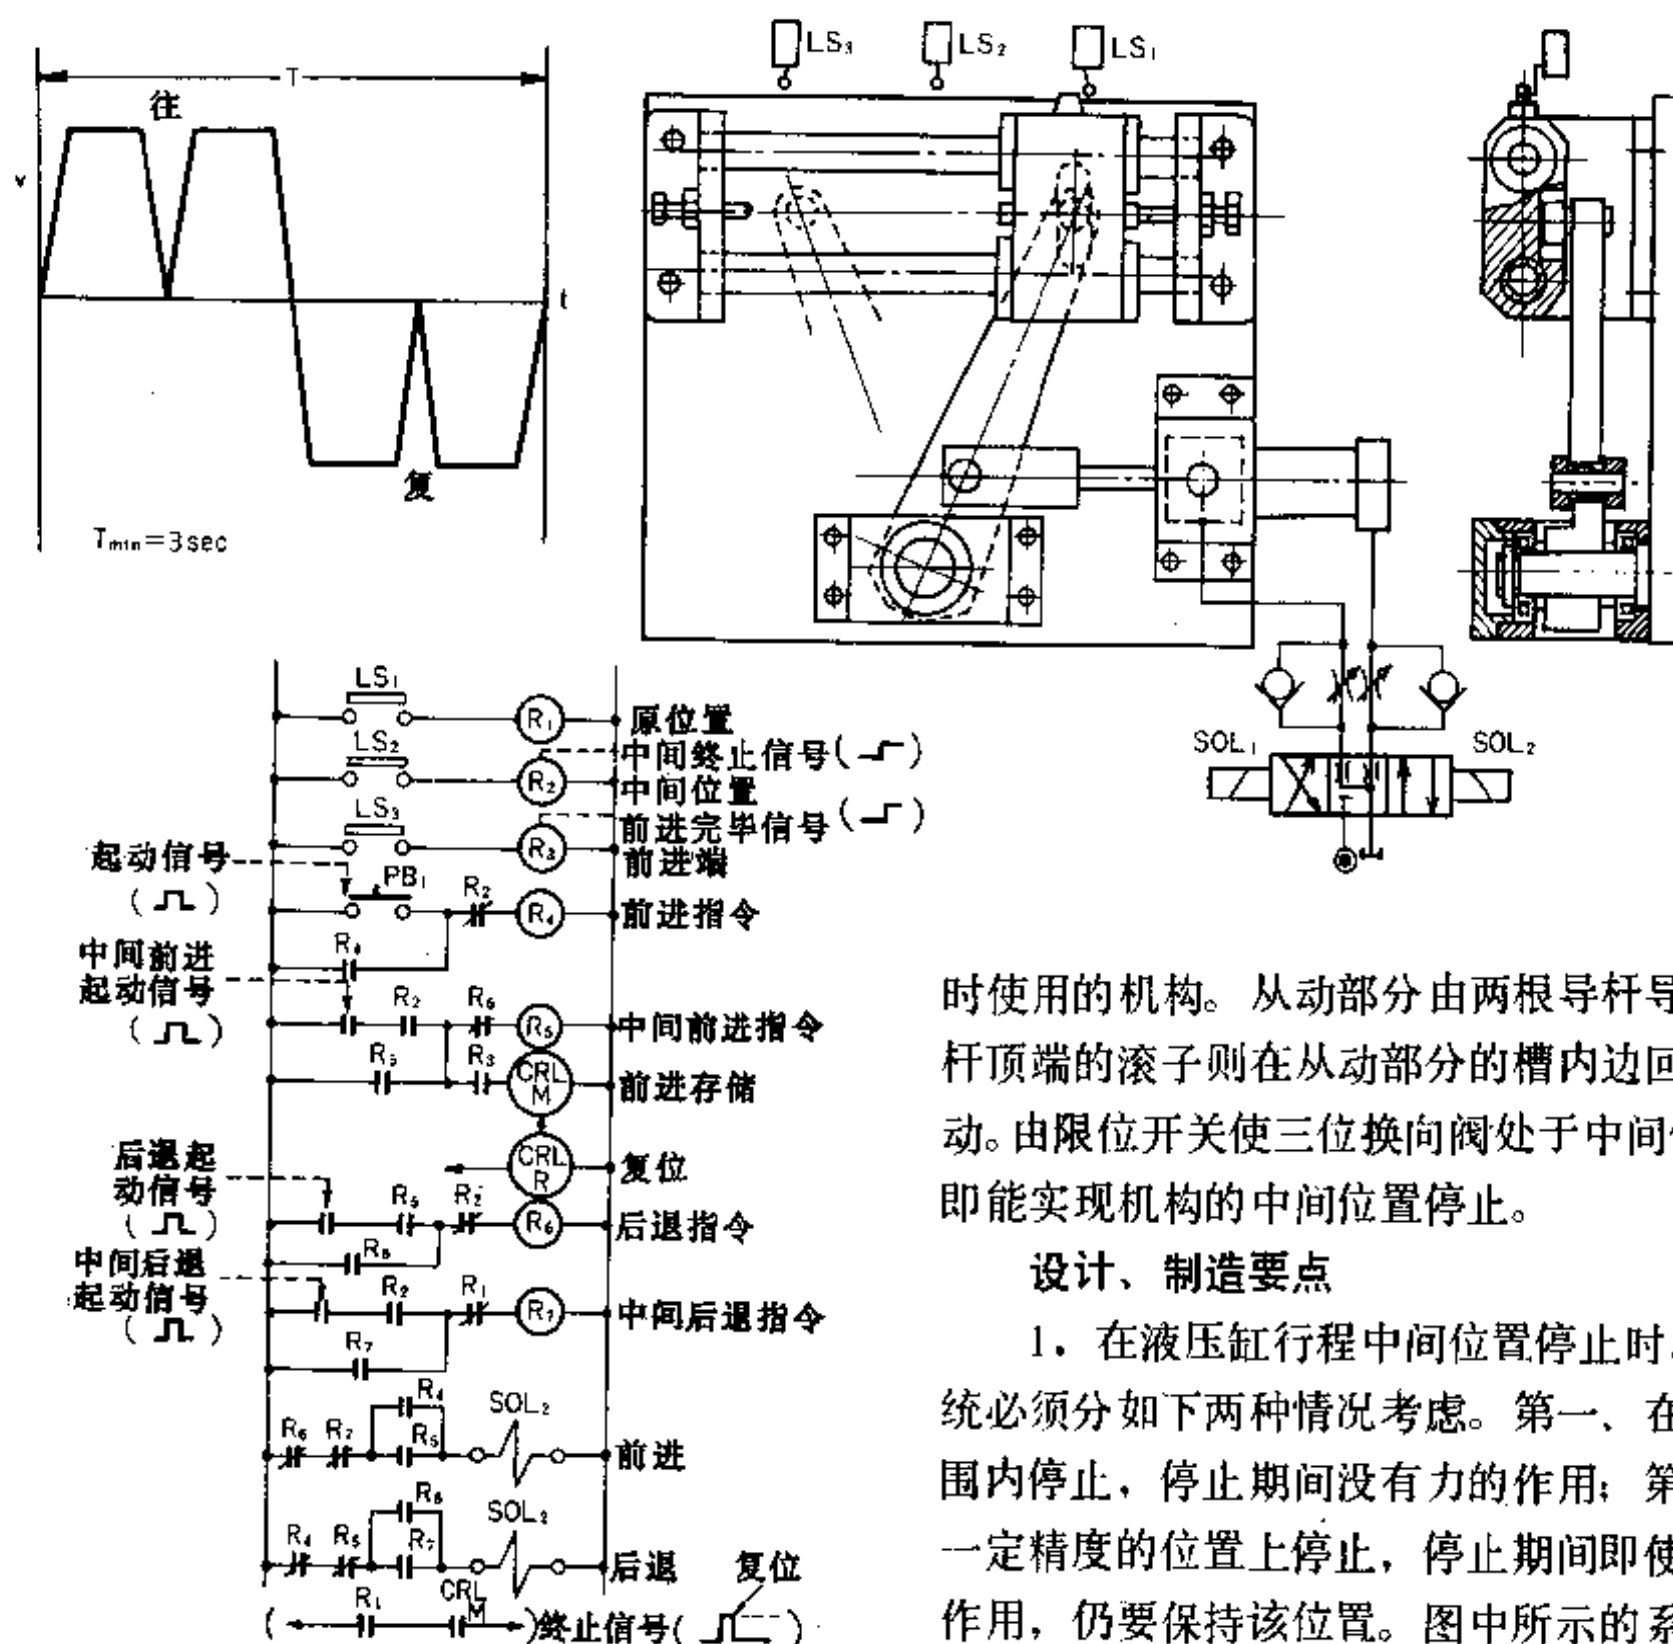 T
往
v
t
复
Tmin=3sec
LS₃
LS₂
LS₁
SOL₁
SOL₂
LS₁
R₁
原位置
中间终止信号
LS₂
R₂
中间位置
前进完毕信号
LS₃
R₃
前进端
起动信号
PB₁
R₂
R₄
前进指令
R₄
中间前进
起动信号
R₂
R₆
R₅
中间前进指令
R₅
R₃
CRL
M
前进存储
CRL
R
复位
后退起
动信号
R₅
R₂
R₆
后退指令
R₆
中间后退
起动信号
R₂
R₁
R₇
中间后退指令
R₇
R₄
R₆
R₇
R₅
SOL₂
前进
R₆
R₄
R₅
R₇
SOL₂
后退
复位
R₁
CRL
M
终止信号
时使用的机构。从动部分由两根导杆导
杆顶端的滚子则在从动部分的槽内边回
动。由限位开关使三位换向阀处于中间
即能实现机构的中间位置停止。
设计、制造要点
1. 在液压缸行程中间位置停止时
统必须分如下两种情况考虑。第一、在
围内停止，停止期间没有力的作用；第
一定精度的位置上停止，停止期间即使
作用，仍要保持该位置。图中所示的系